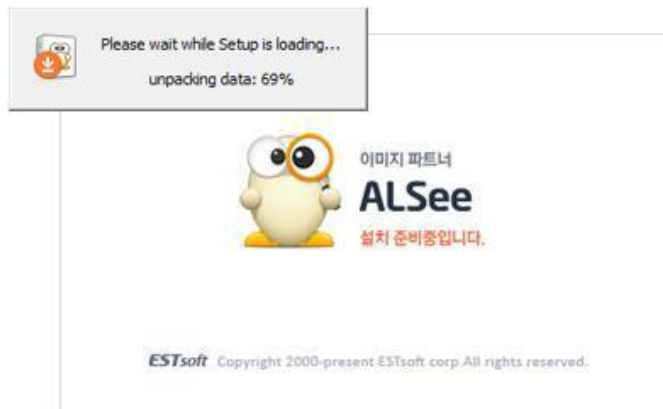 Please wait while Setup is loading...
unpacking data: 69%
이미지 파트너
ALSee
설치 준비중입니다.
ESTsoft Copyright 2000-present ESTsoft corp.All rights reserved.